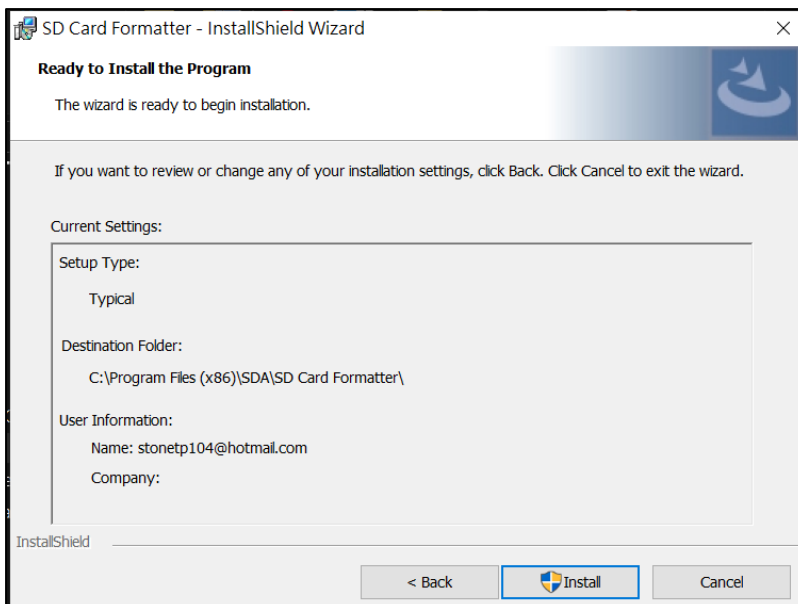 SD Card Formatter - InstallShield Wizard
Ready to Install the Program
The wizard is ready to begin installation.
If you want to review or change any of your installation settings, click Back. Click Cancel to exit the wizard.
Current Settings:
Setup Type:
Typical
Destination Folder:
C:\Program Files (x86)\SDA\SD Card Formatter\
User Information:
Name: stonetp104@hotmail.com
Company:
InstallShield
< Back
Install
Cancel